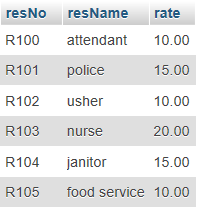 resNo resName rate
R100 attendant 10.00
R101 police 15.00
R102 usher 10.00
R103 nurse 20.00
R104 janitor 15.00
R105 food service 10.00